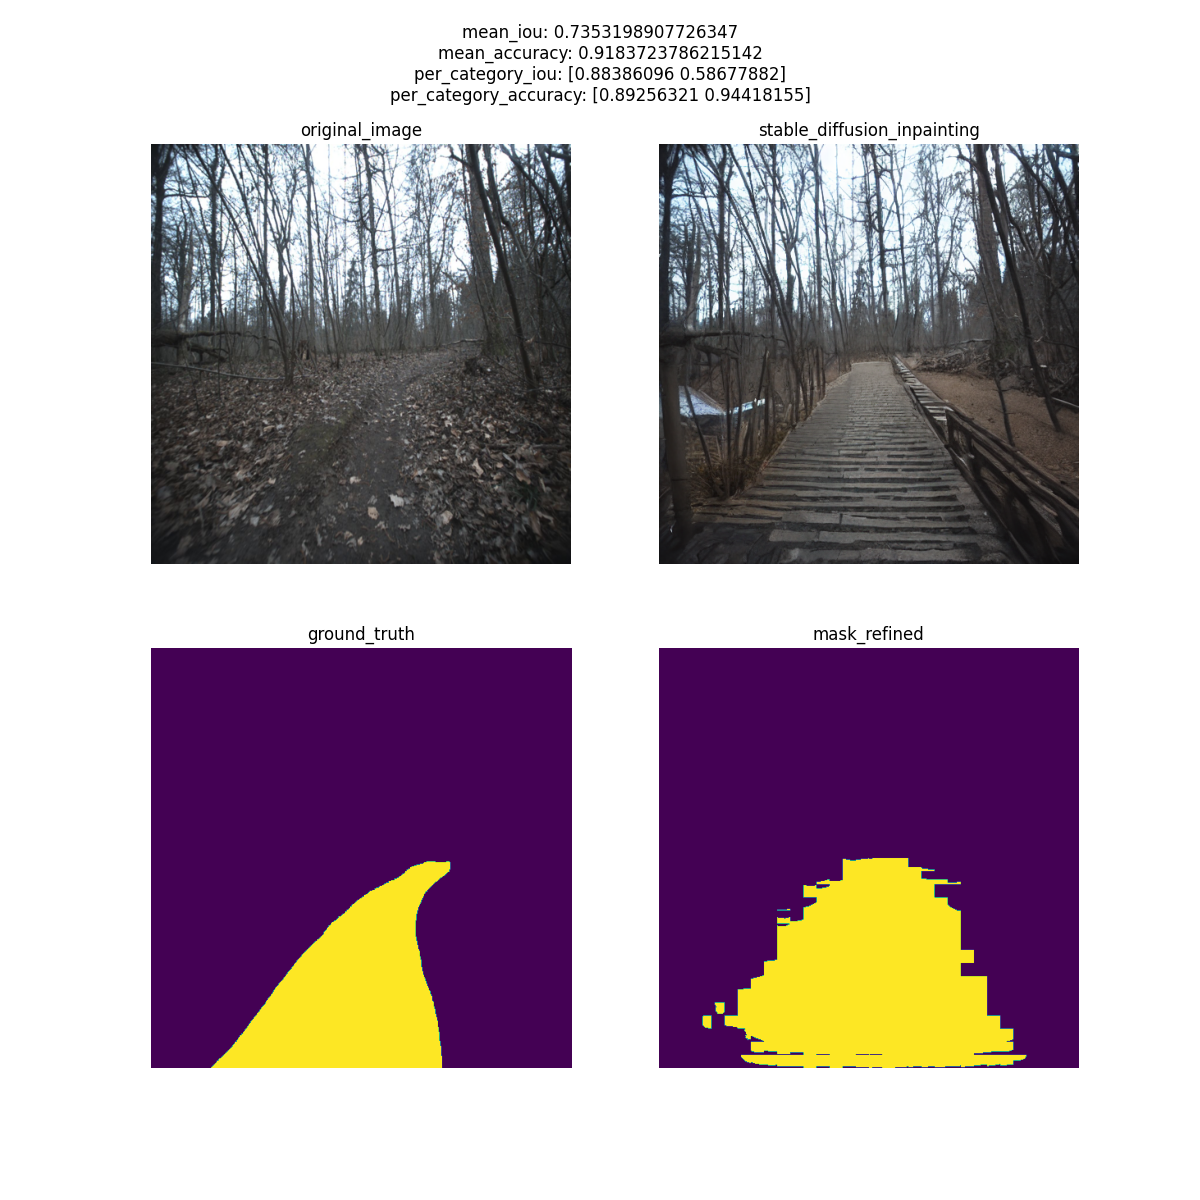 mean_iou: 0.7353198907726347
mean_accuracy: 0.9183723786215142
per_category_iou: [0.88386096 0.58677882]
per_category_accuracy: [0.89256321 0.94418155]
original_image
stable_diffusion_inpainting
ground_truth
mask_refined